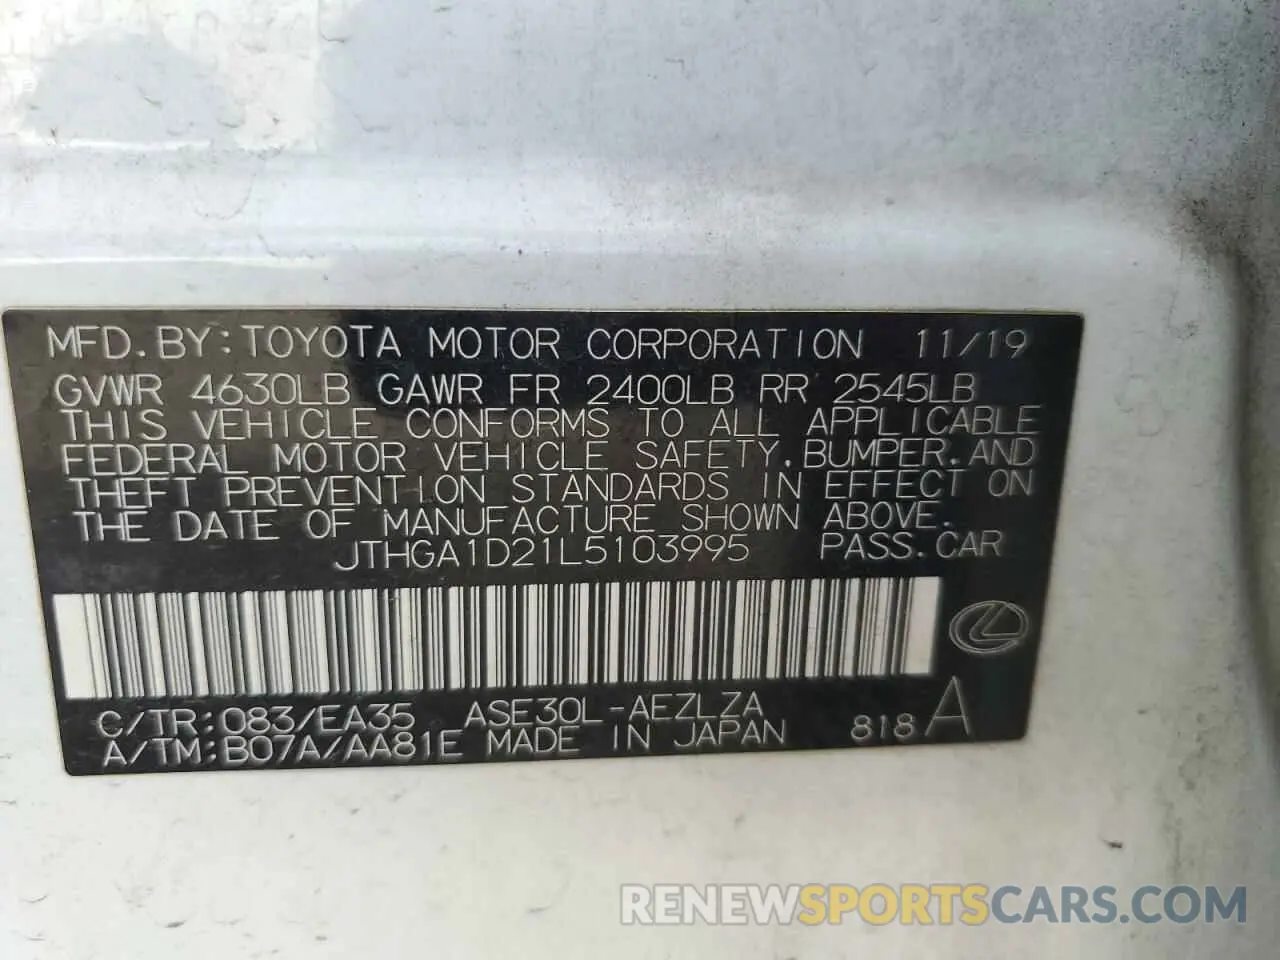 MFD.BY:TOYOTA MOTOR CORPORATION 11/19
GVWR 4630LB GAWR FR 2400LB RR 2545LB
THIS VEHICLE CONFORMS TO ALL APPLICABLE
FEDERAL MOTOR VEHICLE SAFETY,BUMPER,AND
THEFT PREVENTION STANDARDS IN EFFECT ON
THE DATE OF MANUFACTURE SHOWN ABOVE.
JTHGA1D21L5103995 PASS.CAR
C/TR:083/EA35 ASE30L-AEZLZA
A/TM:B07A/AA81E MADE IN JAPAN 818 A
RENEWSPORTSCARS.COM